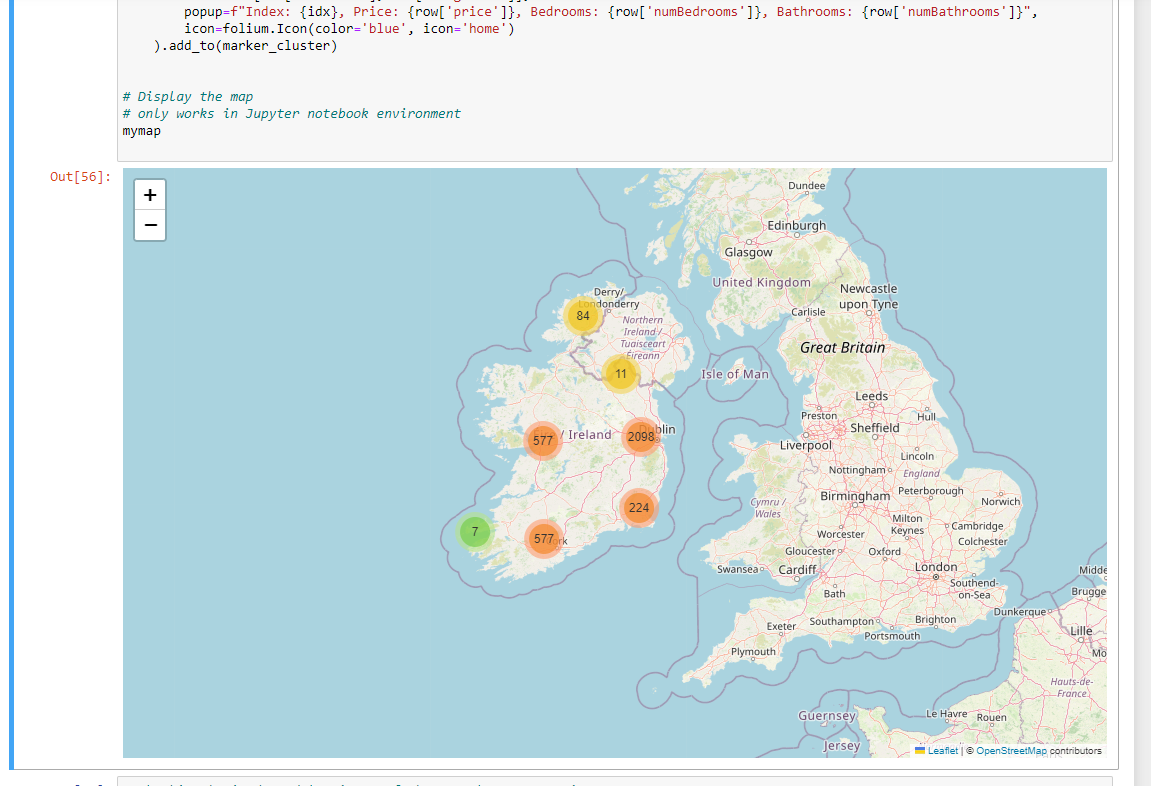 popup=f"Index: {idx}, Price: {row['price']}, Bedrooms: {row['numBedrooms']}, Bathrooms: {row['numBathrooms']}",
icon=folium.Icon(color='blue', icon='home')
).add_to(marker_cluster)
# Display the map
# only works in Jupyter notebook environment
mymap
Out[56]:
+
−
Dundee
Edinburgh
Glasgow
United Kingdom
Newcastle
upon Tyne
Carlisle
Great Britain
Derry/
Londonderry
84
Northern
Ireland /
Tuaisceart
Éireann
11
Isle of Man
Leeds
Preston
Hull
Sheffield
Liverpool
577
/ Ireland
2098
Dublin
Lincoln
Nottingham
England
Birmingham
Peterborough
Norwich
Cymru /
Wales
224
Milton
Keynes
Cambridge
Worcester
Colchester
7
577
rk
Gloucester
Oxford
Swansea
Cardiff
London
Southend-
on-Sea
Midde
Brugge
Bath
Dunkerque
Exeter
Southampton
Brighton
Portsmouth
Lille
Plymouth
Mo
Hauts-de-
France
Guernsey
Le Havre
Rouen
Jersey
Leaflet | © OpenStreetMap contributors